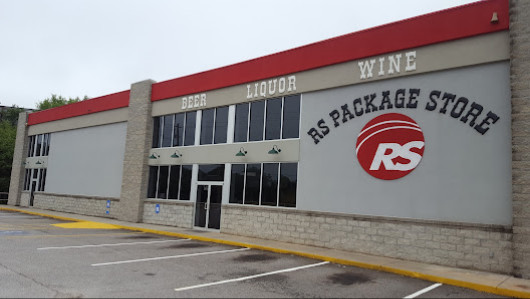 BEER LIQUOR WINE
RS PACKAGE STORE
RS